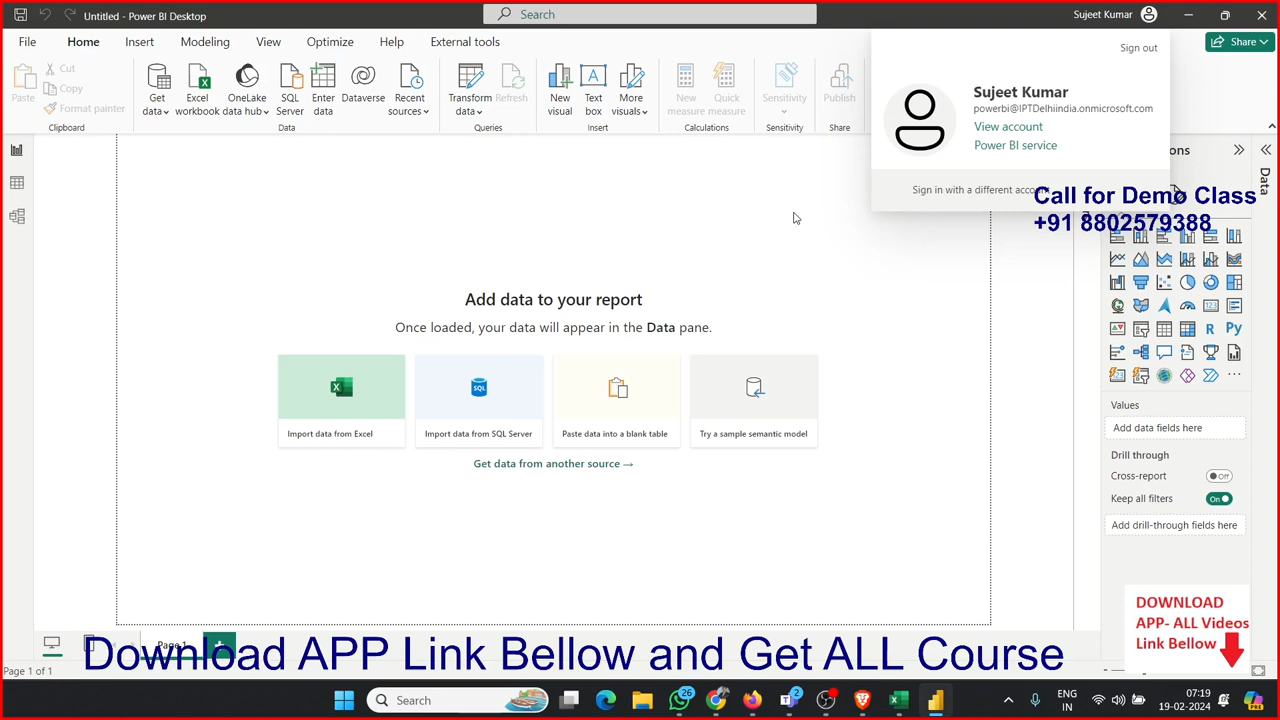 Untitled - Power BI Desktop
Search
Sujeet Kumar
File
Home
Insert
Modeling
View
Optimize
Help
External tools
Share
Paste
Cut
Copy
Format painter
Clipboard
Get data
Excel workbook
OneLake data hub
SQL Server
Enter data
Dataverse
Recent sources
Data
Transform data
Refresh
Queries
New visual
Text box
More visuals
Insert
New measure
Quick measure
Calculations
Sensitivity
Sensitivity
Publish
Share
Sign out
Sujeet Kumar
powerbi@IPTDelhiindia.onmicrosoft.com
View account
Power BI service
Sign in with a different account
Data
Call for Demo Class
+91 8802579388
Add data to your report
Once loaded, your data will appear in the Data pane.
SQL
Import data from Excel
Import data from SQL Server
Paste data into a blank table
Try a sample semantic model
Get data from another source →
R
Py
123
Values
Add data fields here
Drill through
Cross-report
Off
Keep all filters
On
Add drill-through fields here
DOWNLOAD
APP- ALL Videos
Link Bellow
Page 1
Download APP Link Bellow and Get ALL Course
Page 1 of 1
Search
26
2
ENG
IN
07:19
19-02-2024